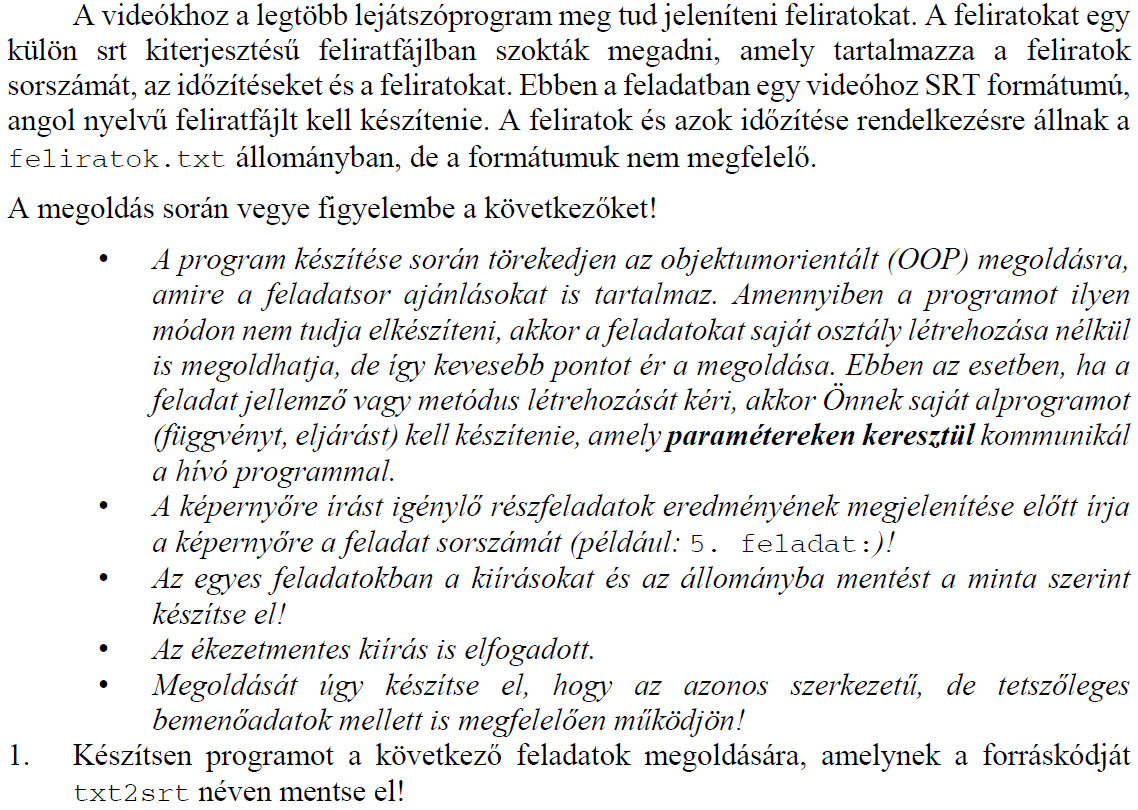 A videókhoz a legtöbb lejátszóprogram meg tud jeleníteni feliratokat. A feliratokat egy
külön srt kiterjesztésű feliratfájlban szokták megadni, amely tartalmazza a feliratok
sorszámát, az időzítéseket és a feliratokat. Ebben a feladatban egy videóhoz SRT formátumú,
angol nyelvű feliratfájlt kell készítenie. A feliratok és azok időzítése rendelkezésre állnak a
feliratok.txt állományban, de a formátumuk nem megfelelő.
A megoldás során vegye figyelembe a következőket!
• A program készítése során törekedjen az objektumorientált (OOP) megoldásra,
amire a feladatsor ajánlásokat is tartalmaz. Amennyiben a programot ilyen
módon nem tudja elkészíteni, akkor a feladatokat saját osztály létrehozása nélkül
is megoldhatja, de így kevesebb pontot ér a megoldása. Ebben az esetben, ha a
feladat jellemző vagy metódus létrehozását kéri, akkor Önnek saját alprogramot
(függvényt, eljárást) kell készítenie, amely paramétereken keresztül kommunikál
a hívó programmal.
• A képernyőre írást igénylő részfeladatok eredményének megjelenítése előtt írja
a képernyőre a feladat sorszámát (például: 5. feladat:)!
• Az egyes feladatokban a kiírásokat és az állományba mentést a minta szerint
készítse el!
• Az ékezetmentes kiírás is elfogadott.
• Megoldását úgy készítse el, hogy az azonos szerkezetű, de tetszőleges
bemenőadatok mellett is megfelelően működjön!
1. Készítsen programot a következő feladatok megoldására, amelynek a forráskódját
txt2srt néven mentse el!